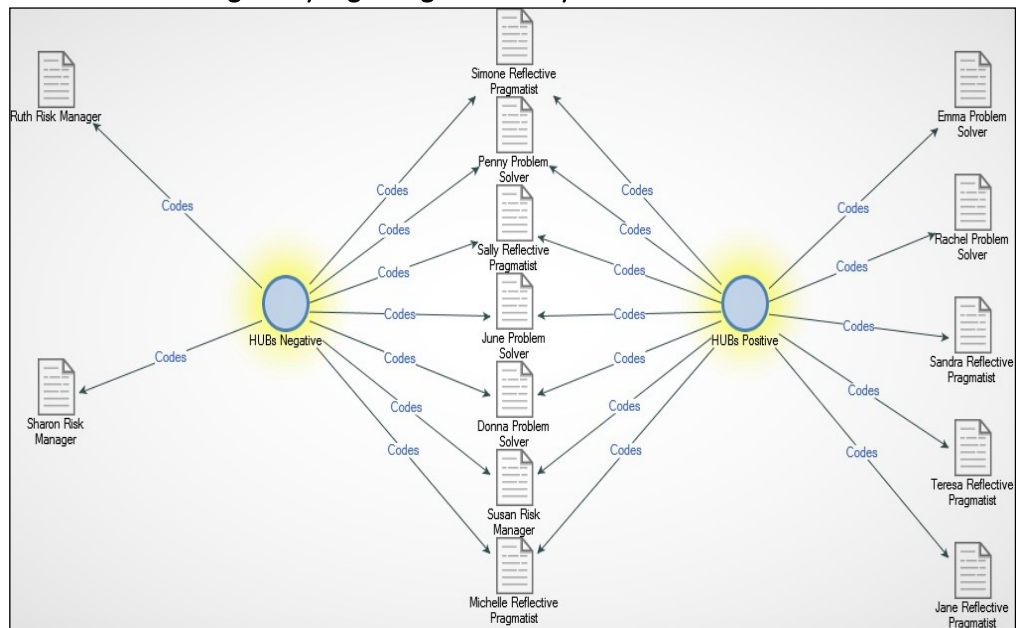 Ruth Risk Manager
Sharon Risk
Manager
Codes
Codes
HUBs Negative
Codes
Codes
Codes
Codes
Codes
Codes
Codes
Simone Reflective
Pragmatist
Penny Problem
Solver
Sally Reflective
Pragmatist
June Problem
Solver
Donna Problem
Solver
Susan Risk
Manager
Michelle Reflective
Pragmatist
Codes
Codes
Codes
Codes
Codes
Codes
Codes
HUBs Positive
Codes
Codes
Codes
Codes
Codes
Emma Problem
Solver
Rachel Problem
Solver
Sandra Reflective
Pragmatist
Teresa Reflective
Pragmatist
Jane Reflective
Pragmatist